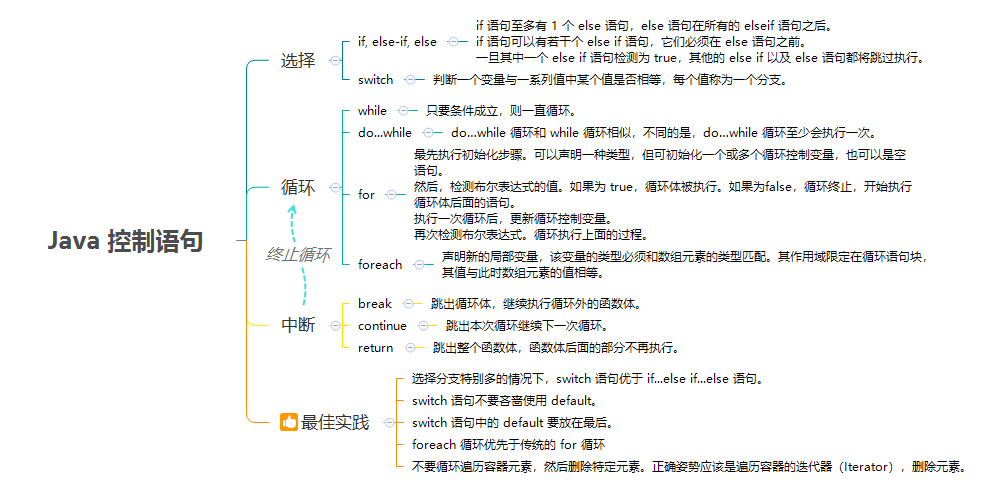 Java 控制语句
选择
if, else-if, else
if 语句至多有 1 个 else 语句，else 语句在所有的 elseif 语句之后。
if 语句可以有若干个 else if 语句，它们必须在 else 语句之前。
一旦其中一个 else if 语句检测为 true，其他的 else if 以及 else 语句都将跳过执行。
switch
判断一个变量与一系列值中某个值是否相等，每个值称为一个分支。
循环
while
只要条件成立，则一直循环。
do...while
do...while 循环和 while 循环相似，不同的是，do...while 循环至少会执行一次。
for
最先执行初始化步骤。可以声明一种类型，但可初始化一个或多个循环控制变量，也可以是空
语句。
然后，检测布尔表达式的值。如果为 true，循环体被执行。如果为false，循环终止，开始执行
循环体后面的语句。
执行一次循环后，更新循环控制变量。
再次检测布尔表达式。循环执行上面的过程。
foreach
声明新的局部变量，该变量的类型必须和数组元素的类型匹配。其作用域限定在循环语句块，
其值与此时数组元素的值相等。
终止循环
中断
break
跳出循环体，继续执行循环外的函数体。
continue
跳出本次循环继续下一次循环。
return
跳出整个函数体，函数体后面的部分不再执行。
最佳实践
选择分支特别多的情况下，switch 语句优于 if...else if...else 语句。
switch 语句不要吝啬使用 default。
switch 语句中的 default 要放在最后。
foreach 循环优先于传统的 for 循环
不要循环遍历容器元素，然后删除特定元素。正确姿势应该是遍历容器的迭代器（Iterator），删除元素。